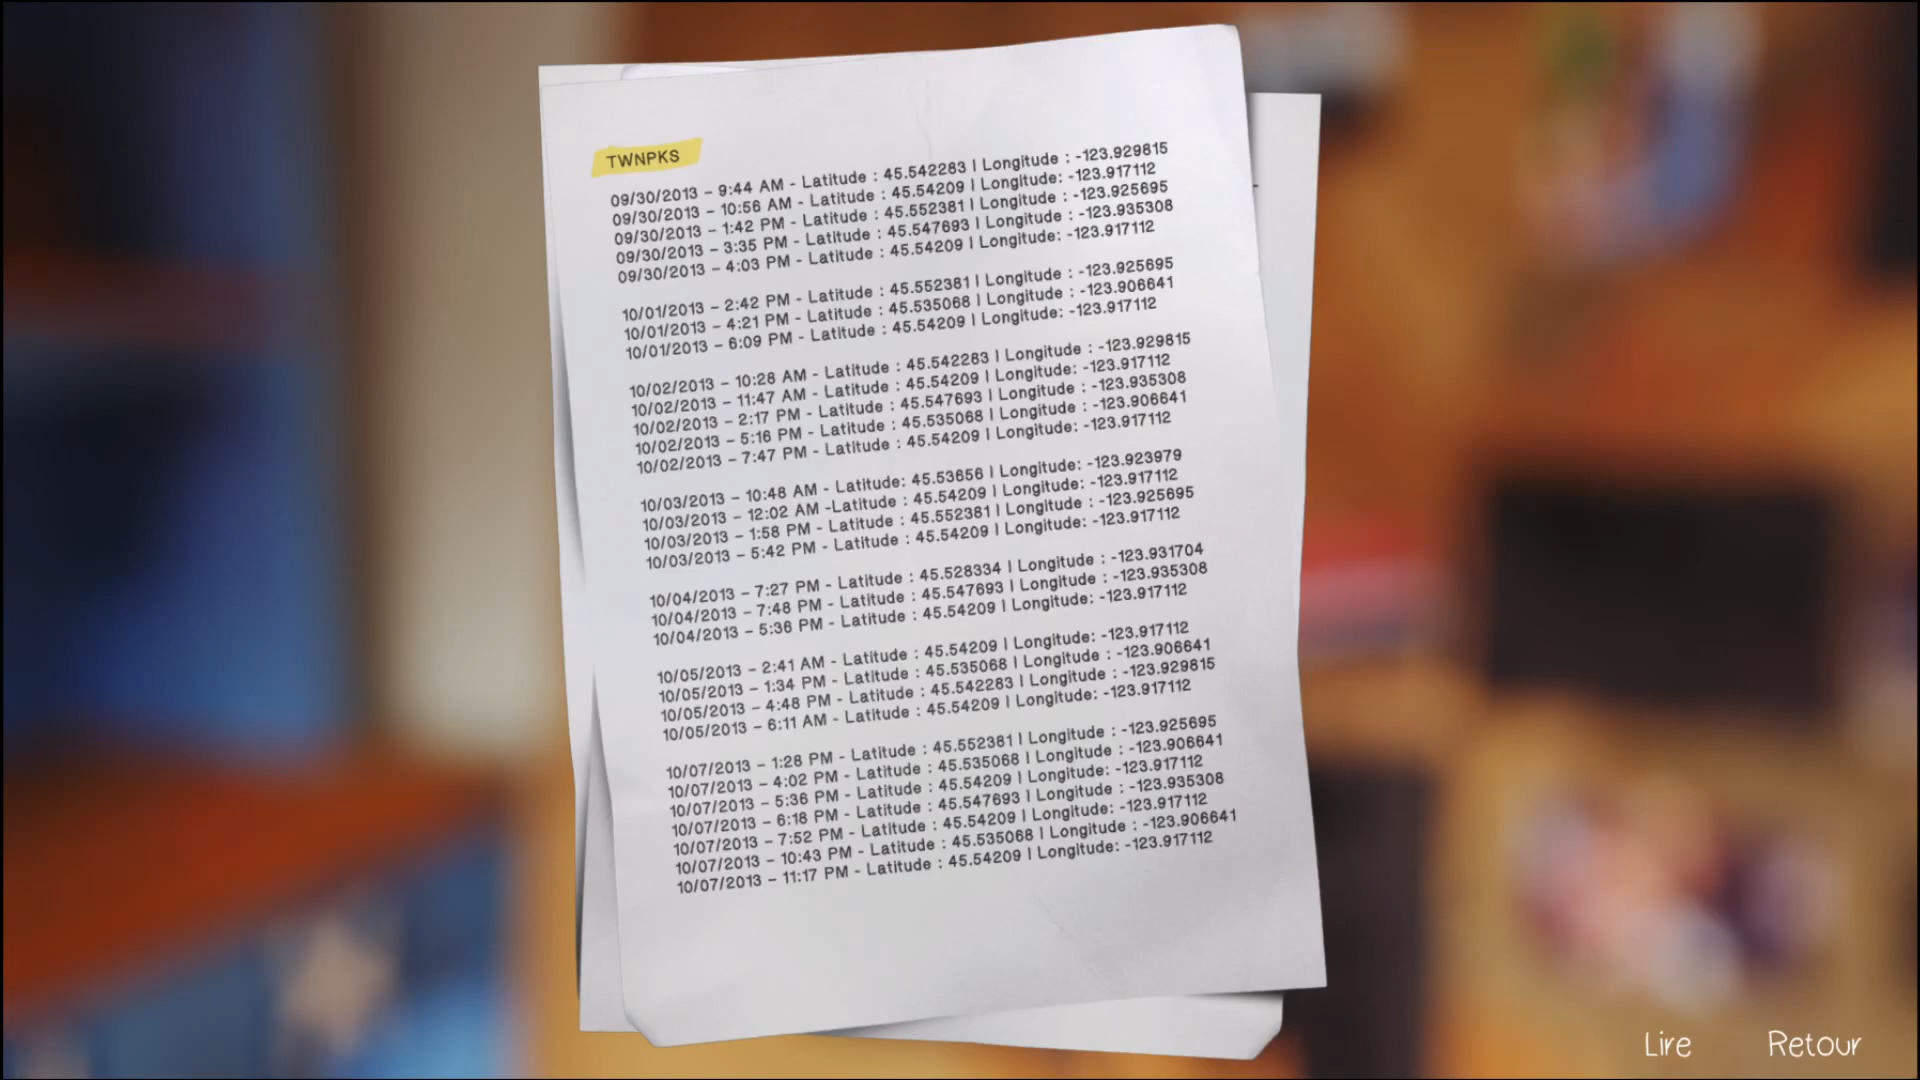 TWNPKS
09/30/2013 – 9:44 AM - Latitude : 45.542283 | Longitude : -123.929815
09/30/2013 – 10:56 AM - Latitude : 45.54209 | Longitude: -123.917112
09/30/2013 – 1:42 PM - Latitude : 45.552381 | Longitude : -123.925695
09/30/2013 – 3:35 PM - Latitude : 45.547693 | Longitude : -123.935308
09/30/2013 – 4:03 PM - Latitude : 45.54209 | Longitude: -123.917112
10/01/2013 – 2:42 PM - Latitude : 45.552381 | Longitude : -123.925695
10/01/2013 – 4:21 PM - Latitude : 45.535068 | Longitude : -123.906641
10/01/2013 – 6:09 PM - Latitude : 45.54209 | Longitude: -123.917112
10/02/2013 – 10:28 AM - Latitude : 45.542283 | Longitude : -123.929815
10/02/2013 – 11:47 AM - Latitude : 45.54209 | Longitude: -123.917112
10/02/2013 – 2:17 PM - Latitude : 45.547693 | Longitude : -123.935308
10/02/2013 – 5:16 PM - Latitude : 45.535068 | Longitude : -123.906641
10/02/2013 – 7:47 PM - Latitude : 45.54209 | Longitude: -123.917112
10/03/2013 – 10:48 AM - Latitude: 45.53656 | Longitude: -123.923979
10/03/2013 – 12:02 AM -Latitude : 45.54209 | Longitude: -123.917112
10/03/2013 – 1:58 PM - Latitude : 45.552381 | Longitude : -123.925695
10/03/2013 – 5:42 PM - Latitude : 45.54209 | Longitude: -123.917112
10/04/2013 – 7:27 PM - Latitude : 45.528334 | Longitude : -123.931704
10/04/2013 – 7:48 PM - Latitude : 45.547693 | Longitude : -123.935308
10/04/2013 – 5:36 PM - Latitude : 45.54209 | Longitude: -123.917112
10/05/2013 – 2:41 AM - Latitude : 45.54209 | Longitude: -123.917112
10/05/2013 – 1:34 PM - Latitude : 45.535068 | Longitude : -123.906641
10/05/2013 – 4:48 PM - Latitude : 45.542283 | Longitude : -123.929815
10/05/2013 – 6:11 AM - Latitude : 45.54209 | Longitude: -123.917112
10/07/2013 – 1:28 PM - Latitude : 45.552381 | Longitude : -123.925695
10/07/2013 – 4:02 PM - Latitude : 45.535068 | Longitude : -123.906641
10/07/2013 – 5:36 PM - Latitude : 45.54209 | Longitude: -123.917112
10/07/2013 – 6:18 PM - Latitude : 45.547693 | Longitude : -123.935308
10/07/2013 – 7:52 PM - Latitude : 45.54209 | Longitude: -123.917112
10/07/2013 – 10:43 PM - Latitude : 45.535068 | Longitude : -123.906641
10/07/2013 – 11:17 PM - Latitude : 45.54209 | Longitude: -123.917112
Lire Retour